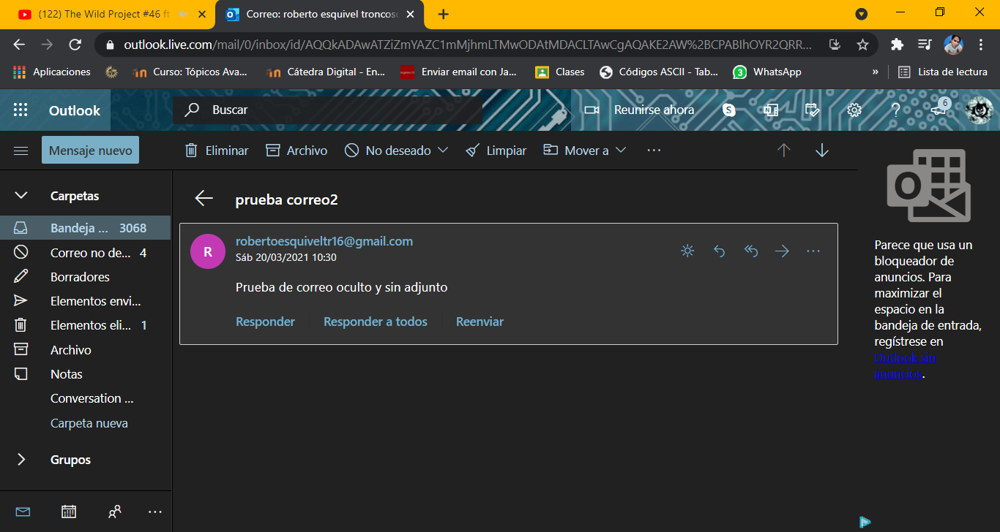 (122) The Wild Project #46 ft
Correo: roberto esquivel troncoso
outlook.live.com/mail/0/inbox/id/AQQkADAwATZiZmYAZC1mMjhmLTMwODAtMDACLTAwCgAQAKE2AW%2BCPABIhOYR2QRR...
Aplicaciones
Curso: Tópicos Ava...
Cátedra Digital - En...
Enviar email con Ja...
Clases
Códigos ASCII - Tab...
3
WhatsApp
»
Lista de lectura
Outlook
Buscar
Reunirse ahora
6
Mensaje nuevo
Eliminar
Archivo
No deseado
Limpiar
Mover a
Carpetas
Bandeja ... 3068
Correo no de... 4
Borradores
Elementos envi...
Elementos eli... 1
Archivo
Notas
Conversation ...
Carpeta nueva
Grupos
prueba correo2
R
robertoesquiveltr16@gmail.com
Sáb 20/03/2021 10:30
Prueba de correo oculto y sin adjunto
Responder
Responder a todos
Reenviar
Parece que usa un
bloqueador de
anuncios. Para
maximizar el
espacio en la
bandeja de entrada,
regístrese en
Outlook sin
anuncios.